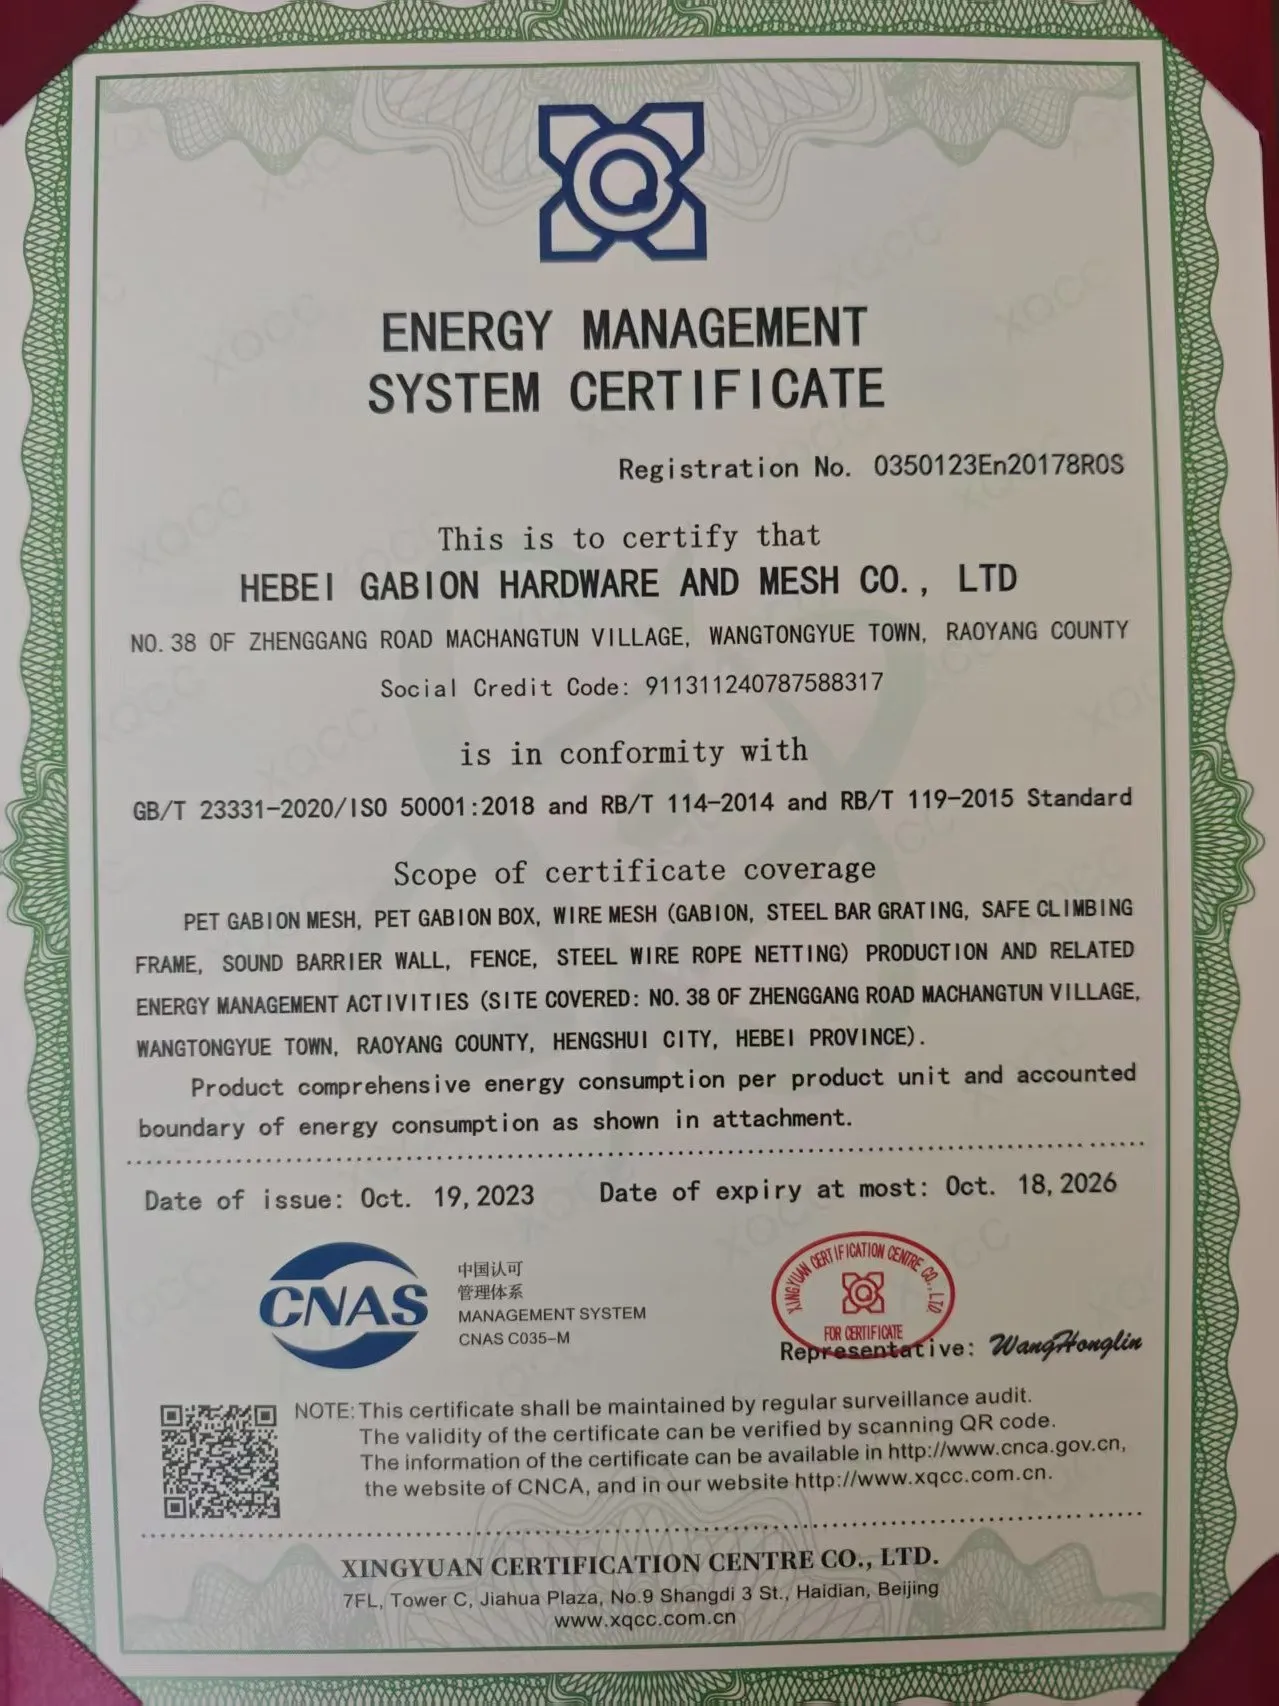 ENERGY MANAGEMENT
SYSTEM CERTIFICATE
Registration No. 0350123En20178R0S
This is to certify that
HEBEI GABION HARDWARE AND MESH CO., LTD
NO.38 OF ZHENGGANG ROAD MACHANGTUN VILLAGE, WANGTONGYUE TOWN, RAOYANG COUNTY
Social Credit Code: 911311240787588317
is in conformity with
GB/T 23331-2020/ISO 50001:2018 and RB/T 114-2014 and RB/T 119-2015 Standard
Scope of certificate coverage
PET GABION MESH, PET GABION BOX, WIRE MESH (GABION, STEEL BAR GRATING, SAFE CLIMBING
FRAME, SOUND BARRIER WALL, FENCE, STEEL WIRE ROPE NETTING) PRODUCTION AND RELATED
ENERGY MANAGEMENT ACTIVITIES (SITE COVERED: NO.38 OF ZHENGGANG ROAD MACHANGTUN VILLAGE,
WANGTONGYUE TOWN, RAOYANG COUNTY, HENGSHUI CITY, HEBEI PROVINCE).
Product comprehensive energy consumption per product unit and accounted
boundary of energy consumption as shown in attachment.
Date of issue: Oct. 19,2023 Date of expiry at most: Oct. 18,2026
CNAS
中国认可
管理体系
MANAGEMENT SYSTEM
CNAS C035-M
XINGYUAN CERTIFICATION CENTRE CO., LTD.
FOR CERTIFICATE
Representative: WangHonglin
NOTE: This certificate shall be maintained by regular surveillance audit.
The validity of the certificate can be verified by scanning QR code.
The information of the certificate can be available in http://www.cnca.gov.cn,
the website of CNCA, and in our website http://www.xqcc.com.cn.
XINGYUAN CERTIFICATION CENTRE CO., LTD.
7FL, Tower C, Jiahua Plaza, No.9 Shangdi 3 St., Haidian, Beijing
www.xqcc.com.cn